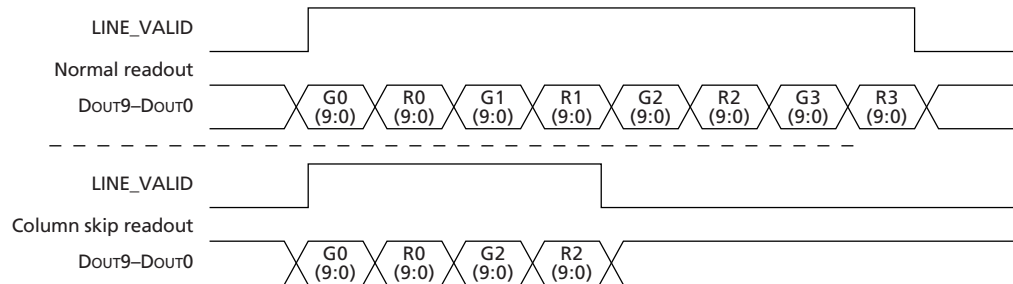 LINE_VALID
Normal readout
DOUT9–DOUT0
G0 (9:0) R0 (9:0) G1 (9:0) R1 (9:0) G2 (9:0) R2 (9:0) G3 (9:0) R3 (9:0)
LINE_VALID
Column skip readout
DOUT9–DOUT0
G0 (9:0) R0 (9:0) G2 (9:0) R2 (9:0)